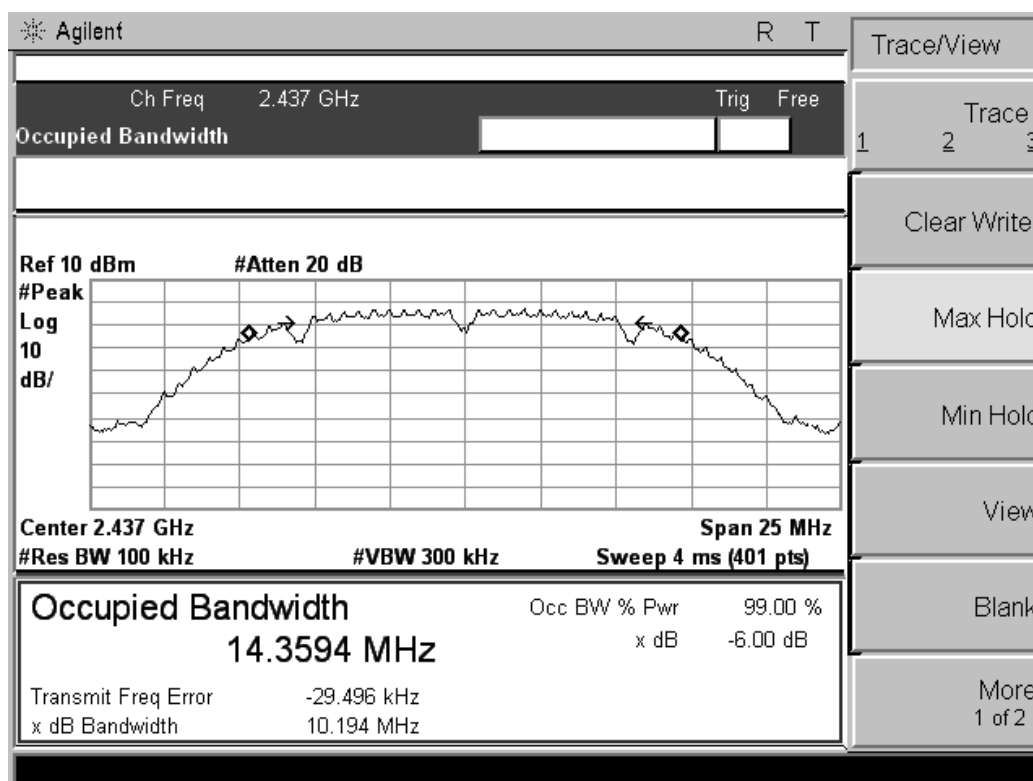 Agilent R T
Ch Freq 2.437 GHz Trig Free
Occupied Bandwidth
Ref 10 dBm #Atten 20 dB
#Peak
Log
10
dB/
Center 2.437 GHz Span 25 MHz
#Res BW 100 kHz #VBW 300 kHz Sweep 4 ms (401 pts)
Occupied Bandwidth
14.3594 MHz
Occ BW % Pwr 99.00 %
x dB -6.00 dB
Transmit Freq Error -29.496 kHz
x dB Bandwidth 10.194 MHz
Trace/View
Trace
1 2 3
Clear Write
Max Hold
Min Hold
View
Blank
More
1 of 2